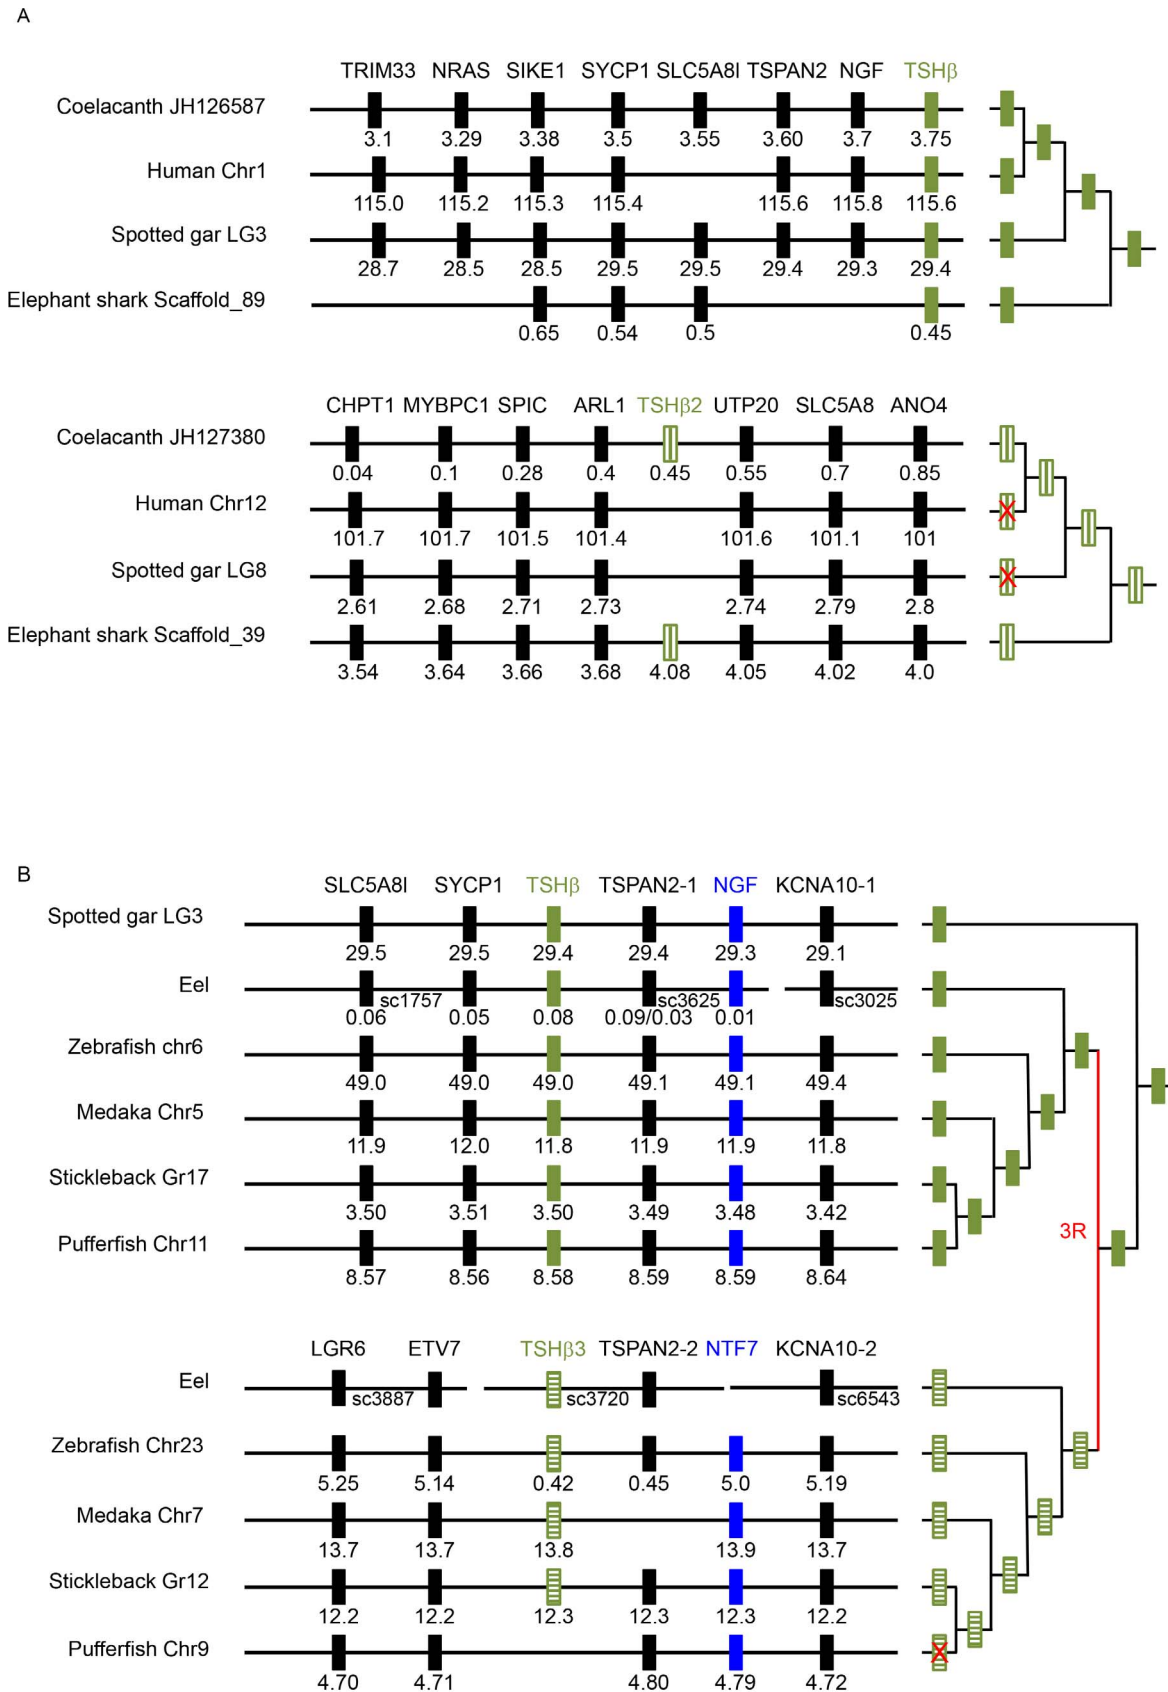 A
TRIM33 NRAS SIKE1 SYCP1 SLC5A8l TSPAN2 NGF TSHβ
Coelacanth JH126587
3.1 3.29 3.38 3.5 3.55 3.60 3.7 3.75
Human Chr1
115.0 115.2 115.3 115.4 115.6 115.8 115.6
Spotted gar LG3
28.7 28.5 28.5 29.5 29.5 29.4 29.3 29.4
Elephant shark Scaffold_89
0.65 0.54 0.5 0.45
CHPT1 MYBPC1 SPIC ARL1 TSHβ2 UTP20 SLC5A8 ANO4
Coelacanth JH127380
0.04 0.1 0.28 0.4 0.45 0.55 0.7 0.85
Human Chr12
101.7 101.7 101.5 101.4 101.6 101.1 101
Spotted gar LG8
2.61 2.68 2.71 2.73 2.74 2.79 2.8
Elephant shark Scaffold_39
3.54 3.64 3.66 3.68 4.08 4.05 4.02 4.0
B
SLC5A8l SYCP1 TSHβ TSPAN2-1 NGF KCNA10-1
Spotted gar LG3
29.5 29.5 29.4 29.4 29.3 29.1
Eel
sc1757 sc3625 sc3025
0.06 0.05 0.08 0.09/0.03 0.01
Zebrafish chr6
49.0 49.0 49.0 49.1 49.1 49.4
Medaka Chr5
11.9 12.0 11.8 11.9 11.9 11.8
Stickleback Gr17
3.50 3.51 3.50 3.49 3.48 3.42
3R
Pufferfish Chr11
8.57 8.56 8.58 8.59 8.59 8.64
LGR6 ETV7 TSHβ3 TSPAN2-2 NTF7 KCNA10-2
Eel
sc3887 sc3720 sc6543
Zebrafish Chr23
5.25 5.14 0.42 0.45 5.0 5.19
Medaka Chr7
13.7 13.7 13.8 13.9 13.7
Stickleback Gr12
12.2 12.2 12.3 12.3 12.3 12.2
Pufferfish Chr9
4.70 4.71 4.80 4.79 4.72